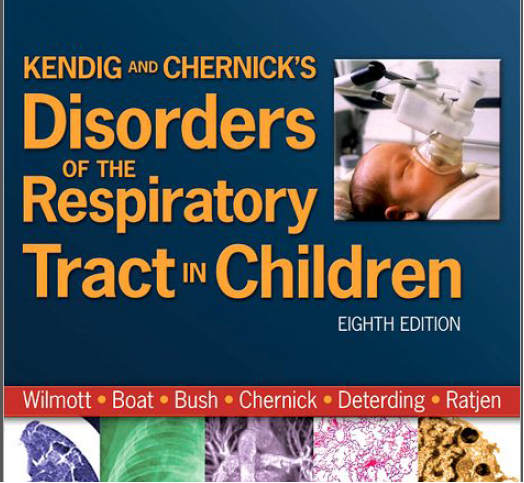 KENDIG AND CHERNICK'S
Disorders
OF THE
Respiratory
Tract IN Children
EIGHTH EDITION
Wilmott • Boat • Bush • Chernick • Deterding • Ratjen